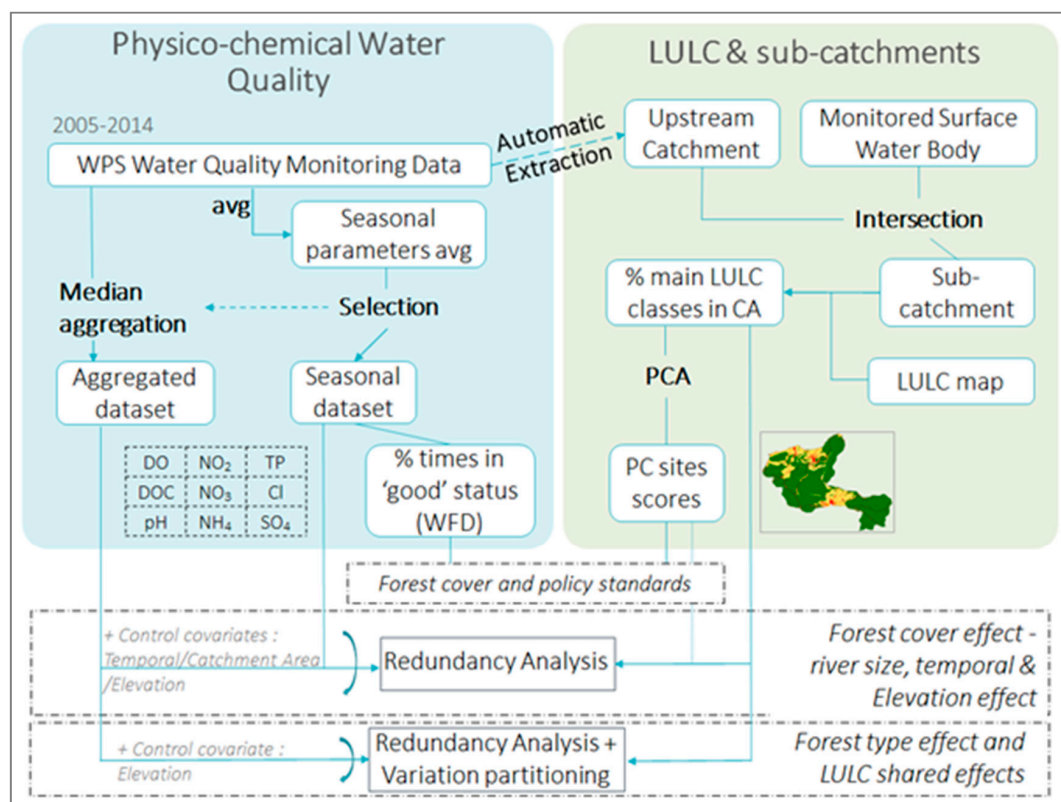 Physico-chemical Water
Quality
2005-2014
WPS Water Quality Monitoring Data
avg
Seasonal
parameters avg
Median
aggregation
Selection
Aggregated
dataset
Seasonal
dataset
DO NO₂ TP
DOC NO₃ Cl
pH NH₄ SO₄
% times in
‘good’ status
(WFD)
LULC & sub-catchments
Automatic
Extraction
Upstream
Catchment
Monitored Surface
Water Body
Intersection
% main LULC
classes in CA
Sub-
catchment
PCA
LULC map
PC sites
scores
Forest cover and policy standards
+ Control covariates :
Temporal/Catchment Area
/Elevation
Redundancy Analysis
Forest cover effect -
river size, temporal &
Elevation effect
+ Control covariate :
Elevation
Redundancy Analysis +
Variation partitioning
Forest type effect and
LULC shared effects